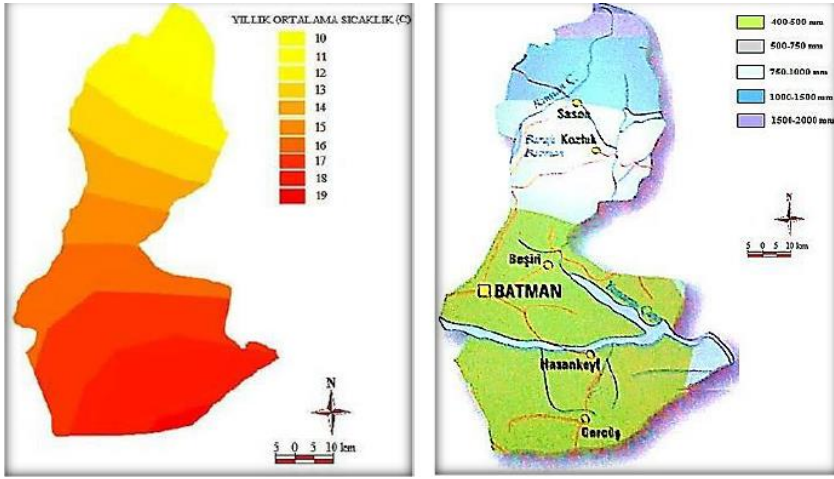 YILLIK ORTALAMA SICAKLIK (C)
10
11
12
13
14
15
16
17
18
19
N
5 0 5 10 km
400-500 mm
500-750 mm
750-1000 mm
1000-1500 mm
1500-2000 mm
Sason
Kozluk
Batman
Beşiri
BATMAN
Hasankeyf
Gercüş
N
5 0 5 10 km